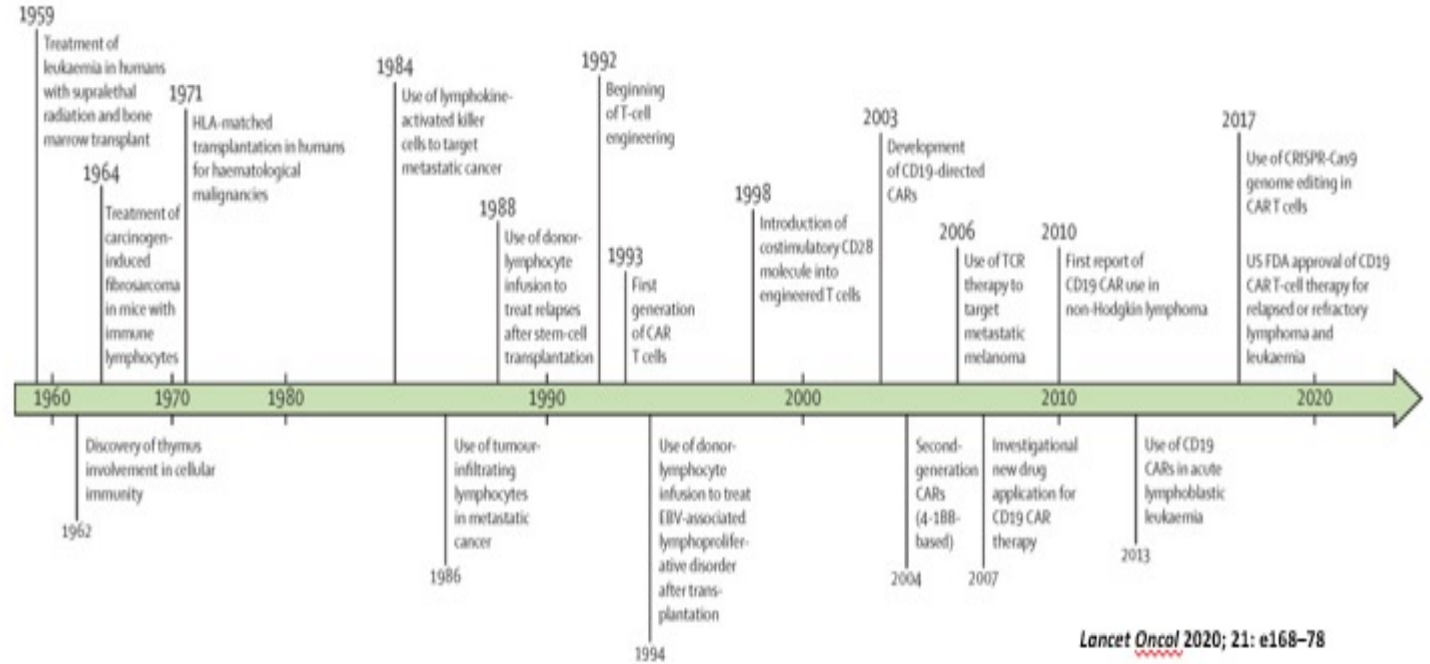 1959
Treatment of
leukaemia in humans
with supralethal
radiation and bone
marrow transplant
1964
Treatment of
carcinogen-
induced
fibrosarcoma
in mice with
immune
lymphocytes
1971
HLA-matched
transplantation in humans
for haematological
malignancies
1984
Use of lymphokine-
activated killer
cells to target
metastatic cancer
1988
Use of donor-
lymphocyte
infusion to
treat relapses
after stem-cell
transplantation
1992
Beginning
of T-cell
engineering
1993
First
generation
of CAR
T cells
1998
Introduction of
costimulatory CD28
molecule into
engineered T cells
2003
Development
of CD19-directed
CARs
2006
Use of TCR
therapy to
target
metastatic
melanoma
2010
First report of
CD19 CAR use in
non-Hodgkin lymphoma
2017
Use of CRISPR-Cas9
genome editing in
CAR T cells
US FDA approval of CD19
CAR T-cell therapy for
relapsed or refractory
lymphoma and
leukaemia
1960 1970 1980 1990 2000 2010 2020
Discovery of thymus
involvement in cellular
immunity
1962
Use of tumour-
infiltrating
lymphocytes
in metastatic
cancer
1986
Use of donor-
lymphocyte
infusion to treat
EBV-associated
lymphoprolifer-
ative disorder
after trans-
plantation
1994
Second-
generation
CARs
(4-1BB-
based)
2004
Investigational
new drug
application for
CD19 CAR
therapy
2007
Use of CD19
CARs in acute
lymphoblastic
leukaemia
2013
Lancet Oncol 2020; 21: e168–78